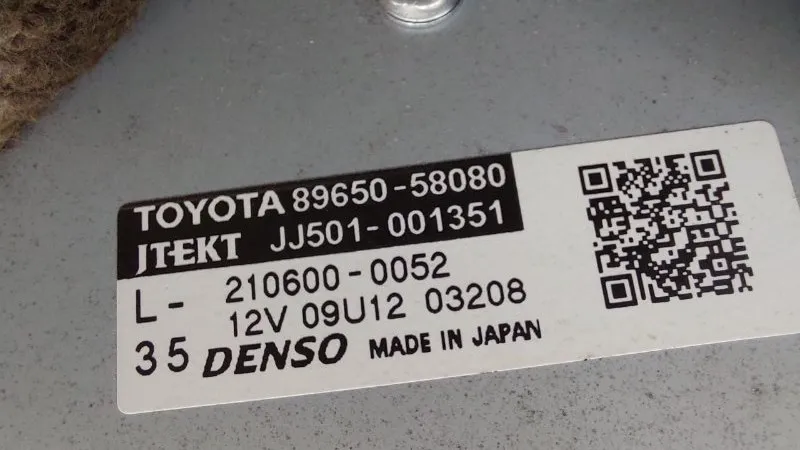 TOYOTA 89650-58080
JTEKT JJ501-001351
L- 210600-0052
12V 09U12 03208
35 DENSO MADE IN JAPAN